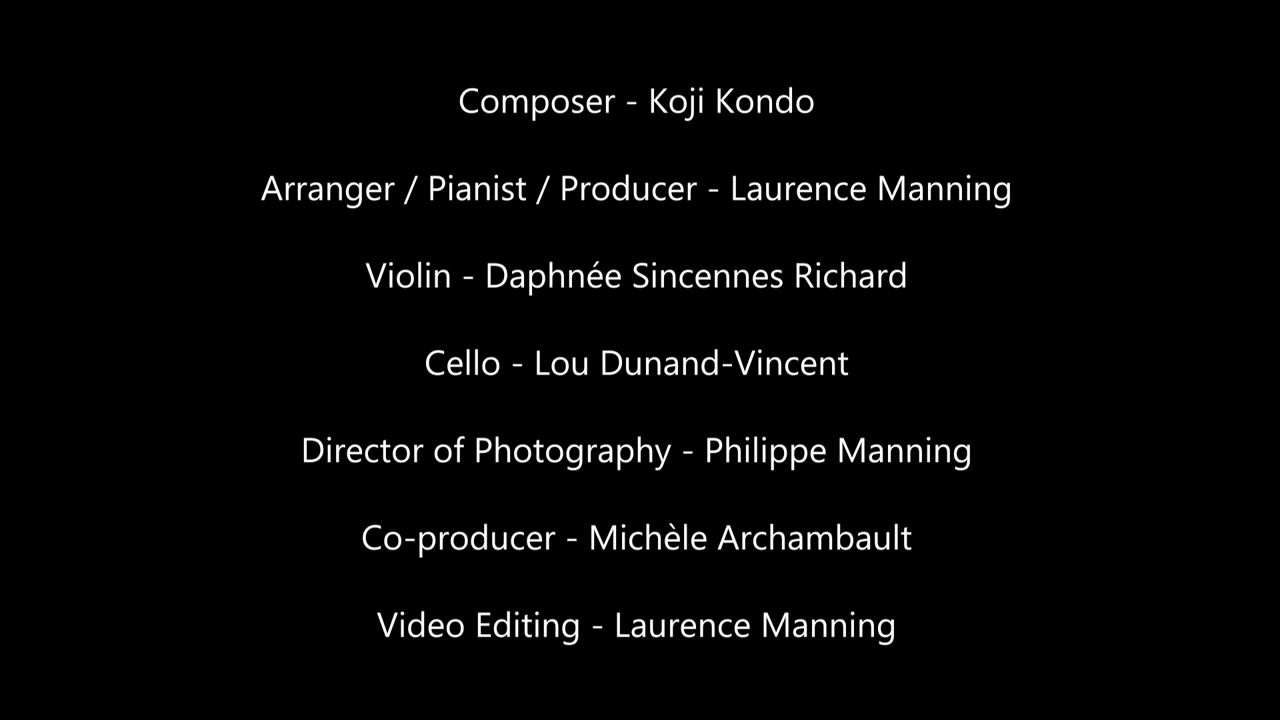 Composer - Koji Kondo
Arranger / Pianist / Producer - Laurence Manning
Violin - Daphnée Sincennes Richard
Cello - Lou Dunand-Vincent
Director of Photography - Philippe Manning
Co-producer - Michèle Archambault
Video Editing - Laurence Manning